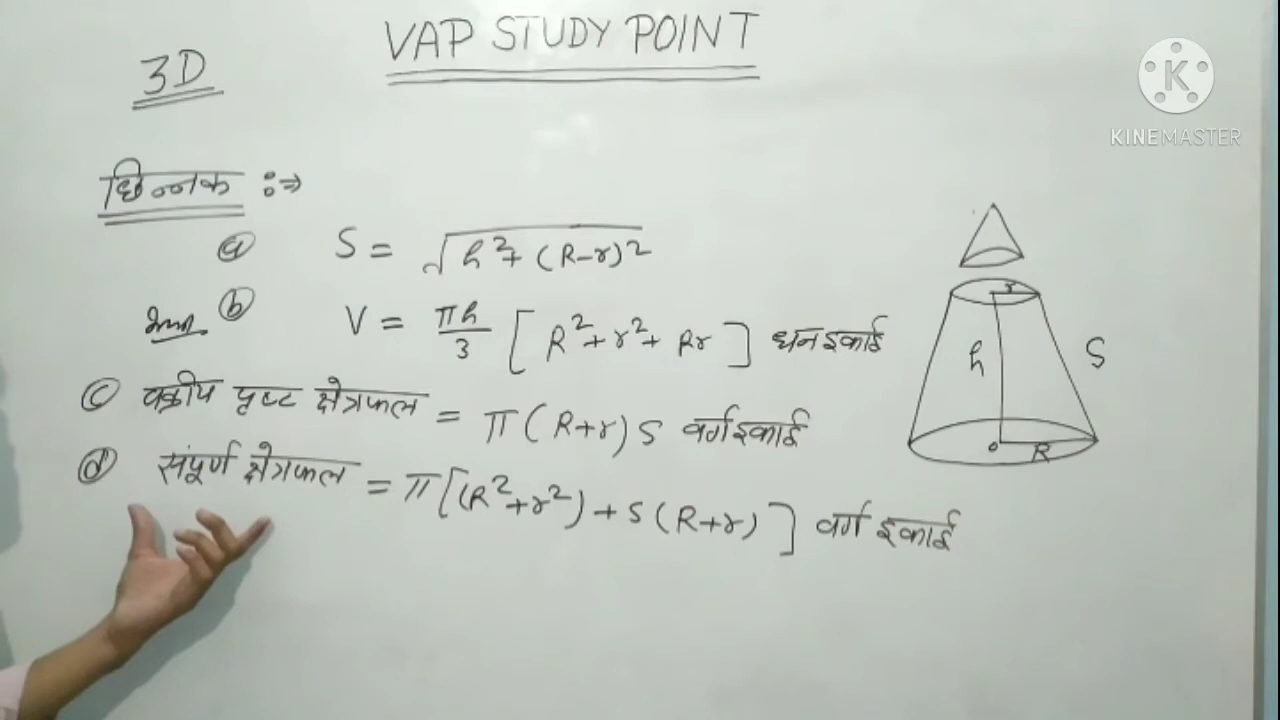 VAP STUDY POINT
3D
K
KINEMASTER
छिन्नक :⇒
ⓐ S = √h²+(R-r)²
ⓑ V = πh/3 [R²+r²+Rr] घनइकाई
ⓒ वक्रीय पृष्ट क्षेत्रफल = π(R+r)S वर्गइकाई
ⓓ संपूर्ण क्षेत्रफल = π[(R²+r²)+S(R+r)] वर्ग इकाई
r
h
S
o
R